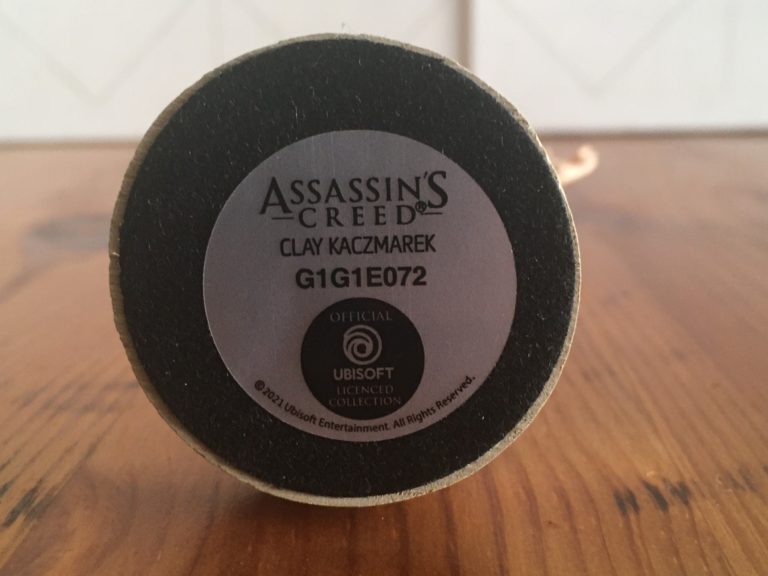 ASSASSIN'S
CREED®
CLAY KACZMAREK
G1G1E072
OFFICIAL
UBISOFT
LICENCED
COLLECTION
©2021 Ubisoft Entertainment. All Rights Reserved.